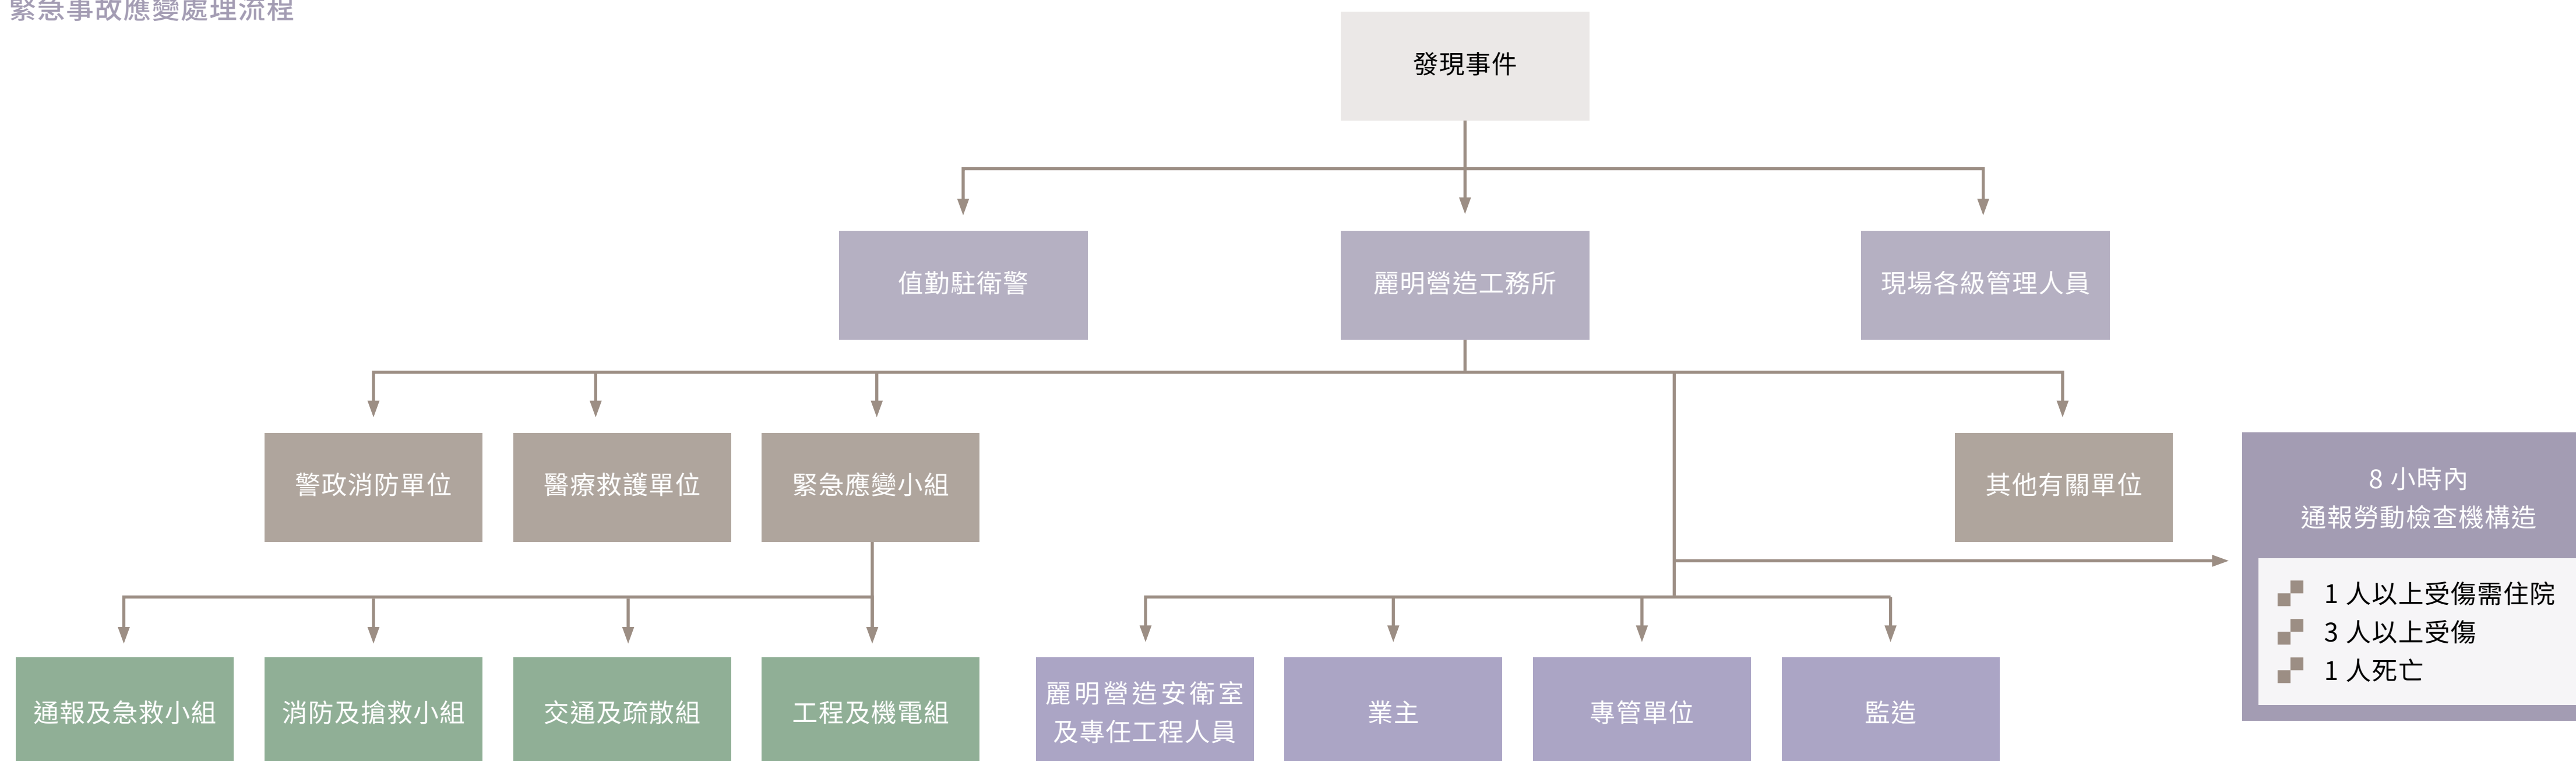 緊急事故應變處理流程
發現事件
值勤駐衛警
麗明營造工務所
現場各級管理人員
警政消防單位
醫療救護單位
緊急應變小組
其他有關單位
8 小時內
通報勞動檢查機構造
1 人以上受傷需住院
3 人以上受傷
1 人死亡
通報及急救小組
消防及搶救小組
交通及疏散組
工程及機電組
麗明營造安衛室
及專任工程人員
業主
專管單位
監造